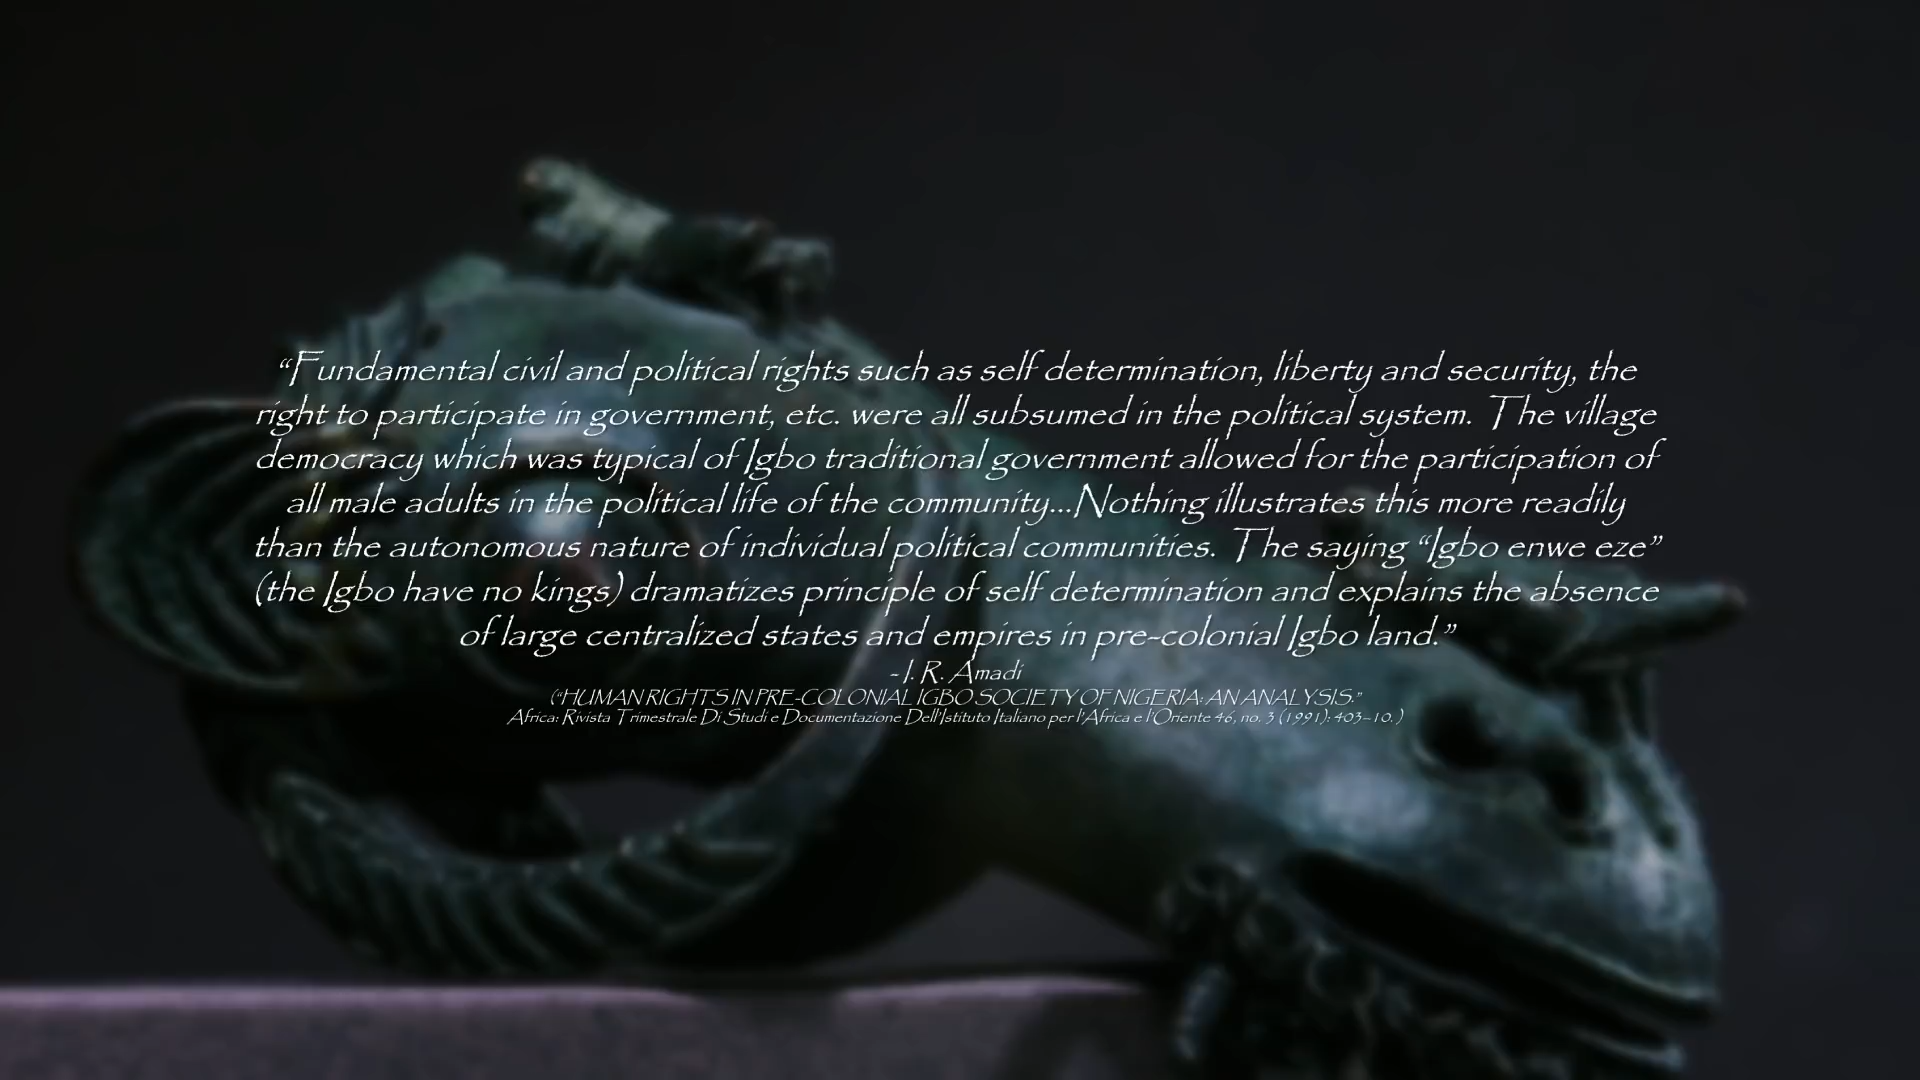 “Fundamental civil and political rights such as self determination, liberty and security, the
right to participate in government, etc. were all subsumed in the political system. The village
democracy which was typical of Igbo traditional government allowed for the participation of
all male adults in the political life of the community...Nothing illustrates this more readily
than the autonomous nature of individual political communities. The saying “Igbo enwe eze”
(the Igbo have no kings) dramatizes principle of self determination and explains the absence
of large centralized states and empires in pre-colonial Igbo land.”
- I. R. Amadi
(“HUMAN RIGHTS IN PRE-COLONIAL IGBO SOCIETY OF NIGERIA: AN ANALYSIS.”
Africa: Rivista Trimestrale Di Studi e Documentazione Dell’Istituto Italiano per l’Africa e l’Oriente 46, no. 3 (1991): 403–10. )